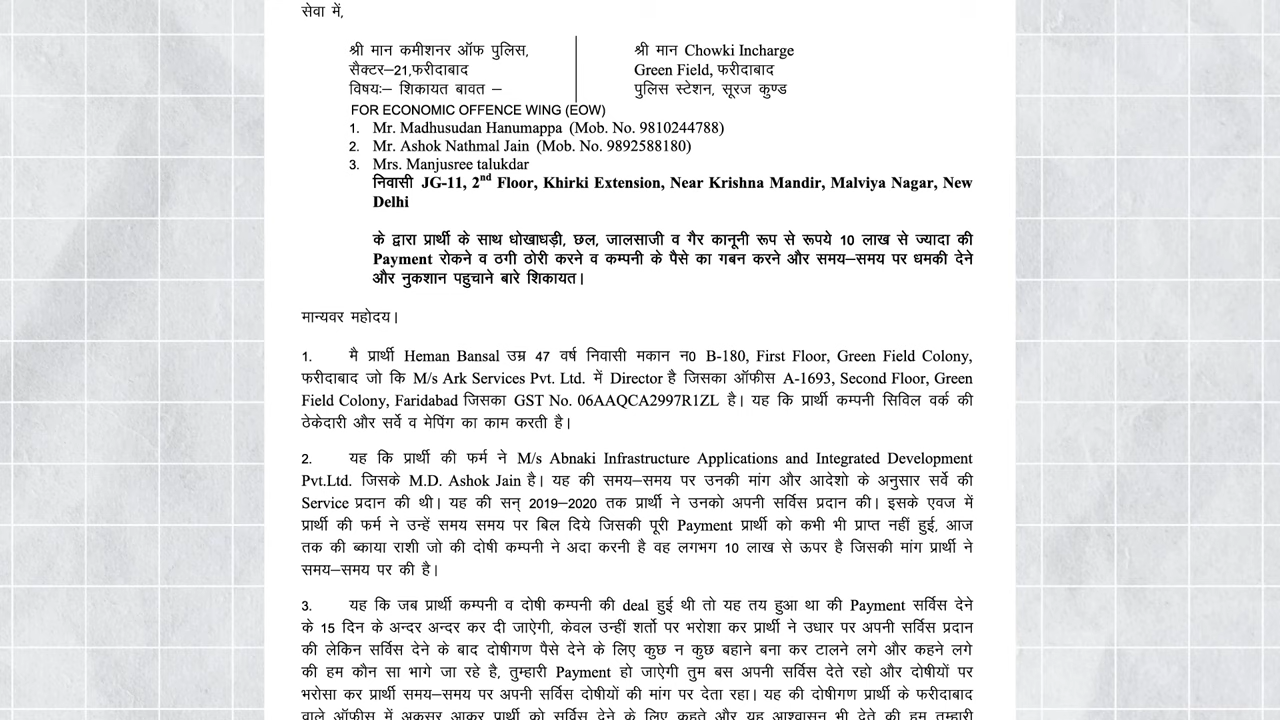 सेवा में,
श्री मान कमीशनर ऑफ पुलिस,
सैक्टर–21,फरीदाबाद
विषयः– शिकायत बावत –
श्री मान Chowki Incharge
Green Field, फरीदाबाद
पुलिस स्टेशन, सूरज कुण्ड
FOR ECONOMIC OFFENCE WING (EOW)
1. Mr. Madhusudan Hanumappa (Mob. No. 9810244788)
2. Mr. Ashok Nathmal Jain (Mob. No. 9892588180)
3. Mrs. Manjusree talukdar
निवासी JG-11, 2nd Floor, Khirki Extension, Near Krishna Mandir, Malviya Nagar, New
Delhi
के द्वारा प्रार्थी के साथ धोखाधड़ी, छल, जालसाजी व गैर कानूनी रूप से रूपये 10 लाख से ज्यादा की
Payment रोकने व ठगी ठोरी करने व कम्पनी के पैसे का गबन करने और समय–समय पर धमकी देने
और नुकशान पहुचाने बारे शिकायत।
मान्यवर महोदय।
1. मै प्रार्थी Heman Bansal उम्र 47 वर्ष निवासी मकान न0 B-180, First Floor, Green Field Colony,
फरीदाबाद जो कि M/s Ark Services Pvt. Ltd. में Director है जिसका ऑफीस A-1693, Second Floor, Green
Field Colony, Faridabad जिसका GST No. 06AAQCA2997R1ZL है। यह कि प्रार्थी कम्पनी सिविल वर्क की
ठेकेदारी और सर्वे व मेपिंग का काम करती है।
2. यह कि प्रार्थी की फर्म ने M/s Abnaki Infrastructure Applications and Integrated Development
Pvt.Ltd. जिसके M.D. Ashok Jain है। यह की समय–समय पर उनकी मांग और आदेशो के अनुसार सर्वे की
Service प्रदान की थी। यह की सन् 2019–2020 तक प्रार्थी ने उनको अपनी सर्विस प्रदान की। इसके एवज में
प्रार्थी की फर्म ने उन्हें समय समय पर बिल दिये जिसकी पूरी Payment प्रार्थी को कभी भी प्राप्त नहीं हुई, आज
तक की ब्काया राशी जो की दोषी कम्पनी ने अदा करनी है वह लगभग 10 लाख से ऊपर है जिसकी मांग प्रार्थी ने
समय–समय पर की है।
3. यह कि जब प्रार्थी कम्पनी व दोषी कम्पनी की deal हुई थी तो यह तय हुआ था की Payment सर्विस देने
के 15 दिन के अन्दर अन्दर कर दी जाऐगी, केवल उन्हीं शर्तो पर भरोशा कर प्रार्थी ने उधार पर अपनी सर्विस प्रदान
की लेकिन सर्विस देने के बाद दोषीगण पैसे देने के लिए कुछ न कुछ बहाने बना कर टालने लगे और कहने लगे
की हम कौन सा भागे जा रहे है, तुम्हारी Payment हो जाऐगी तुम बस अपनी सर्विस देते रहो और दोषीयों पर
भरोसा कर प्रार्थी समय–समय पर अपनी सर्विस दोषीयों की मांग पर देता रहा। यह की दोषीगण प्रार्थी के फरीदाबाद
वाले ऑफीस में अकसर आकर प्रार्थी को सर्विस देने के लिए कहते और यह आश्वासन भी देते की हम तुम्हारी